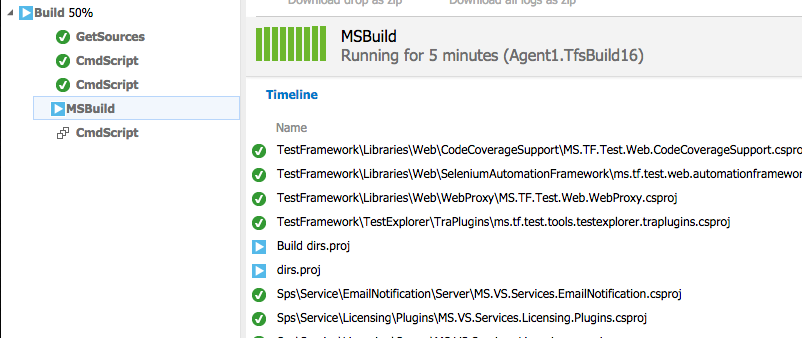 Download drop as zip
Download all logs as zip
Build 50%
GetSources
CmdScript
CmdScript
MSBuild
CmdScript
MSBuild
Running for 5 minutes (Agent1.TfsBuild16)
Timeline
Name
TestFramework\Libraries\Web\CodeCoverageSupport\MS.TF.Test.Web.CodeCoverageSupport.cspro
TestFramework\Libraries\Web\SeleniumAutomationFramework\ms.tf.test.web.automationframewor
TestFramework\Libraries\Web\WebProxy\MS.TF.Test.Web.WebProxy.csproj
TestFramework\TestExplorer\TraPlugins\ms.tf.test.tools.testexplorer.traplugins.csproj
Build dirs.proj
dirs.proj
Sps\Service\EmailNotification\Server\MS.VS.Services.EmailNotification.csproj
Sps\Service\Licensing\Plugins\MS.VS.Services.Licensing.Plugins.csproj